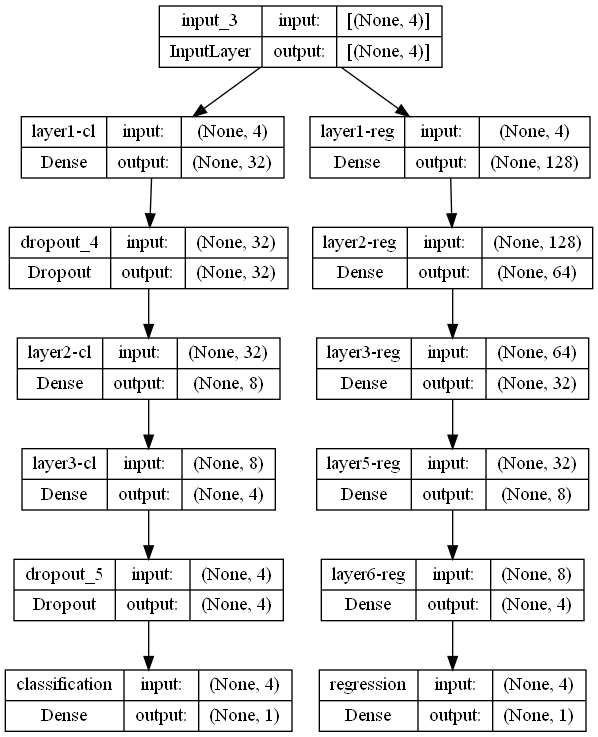 input_3 input: [(None, 4)]
InputLayer output: [(None, 4)]
layer1-cl input: (None, 4)
Dense output: (None, 32)
layer1-reg input: (None, 4)
Dense output: (None, 128)
dropout_4 input: (None, 32)
Dropout output: (None, 32)
layer2-reg input: (None, 128)
Dense output: (None, 64)
layer2-cl input: (None, 32)
Dense output: (None, 8)
layer3-reg input: (None, 64)
Dense output: (None, 32)
layer3-cl input: (None, 8)
Dense output: (None, 4)
layer5-reg input: (None, 32)
Dense output: (None, 8)
dropout_5 input: (None, 4)
Dropout output: (None, 4)
layer6-reg input: (None, 8)
Dense output: (None, 4)
classification input: (None, 4)
Dense output: (None, 1)
regression input: (None, 4)
Dense output: (None, 1)